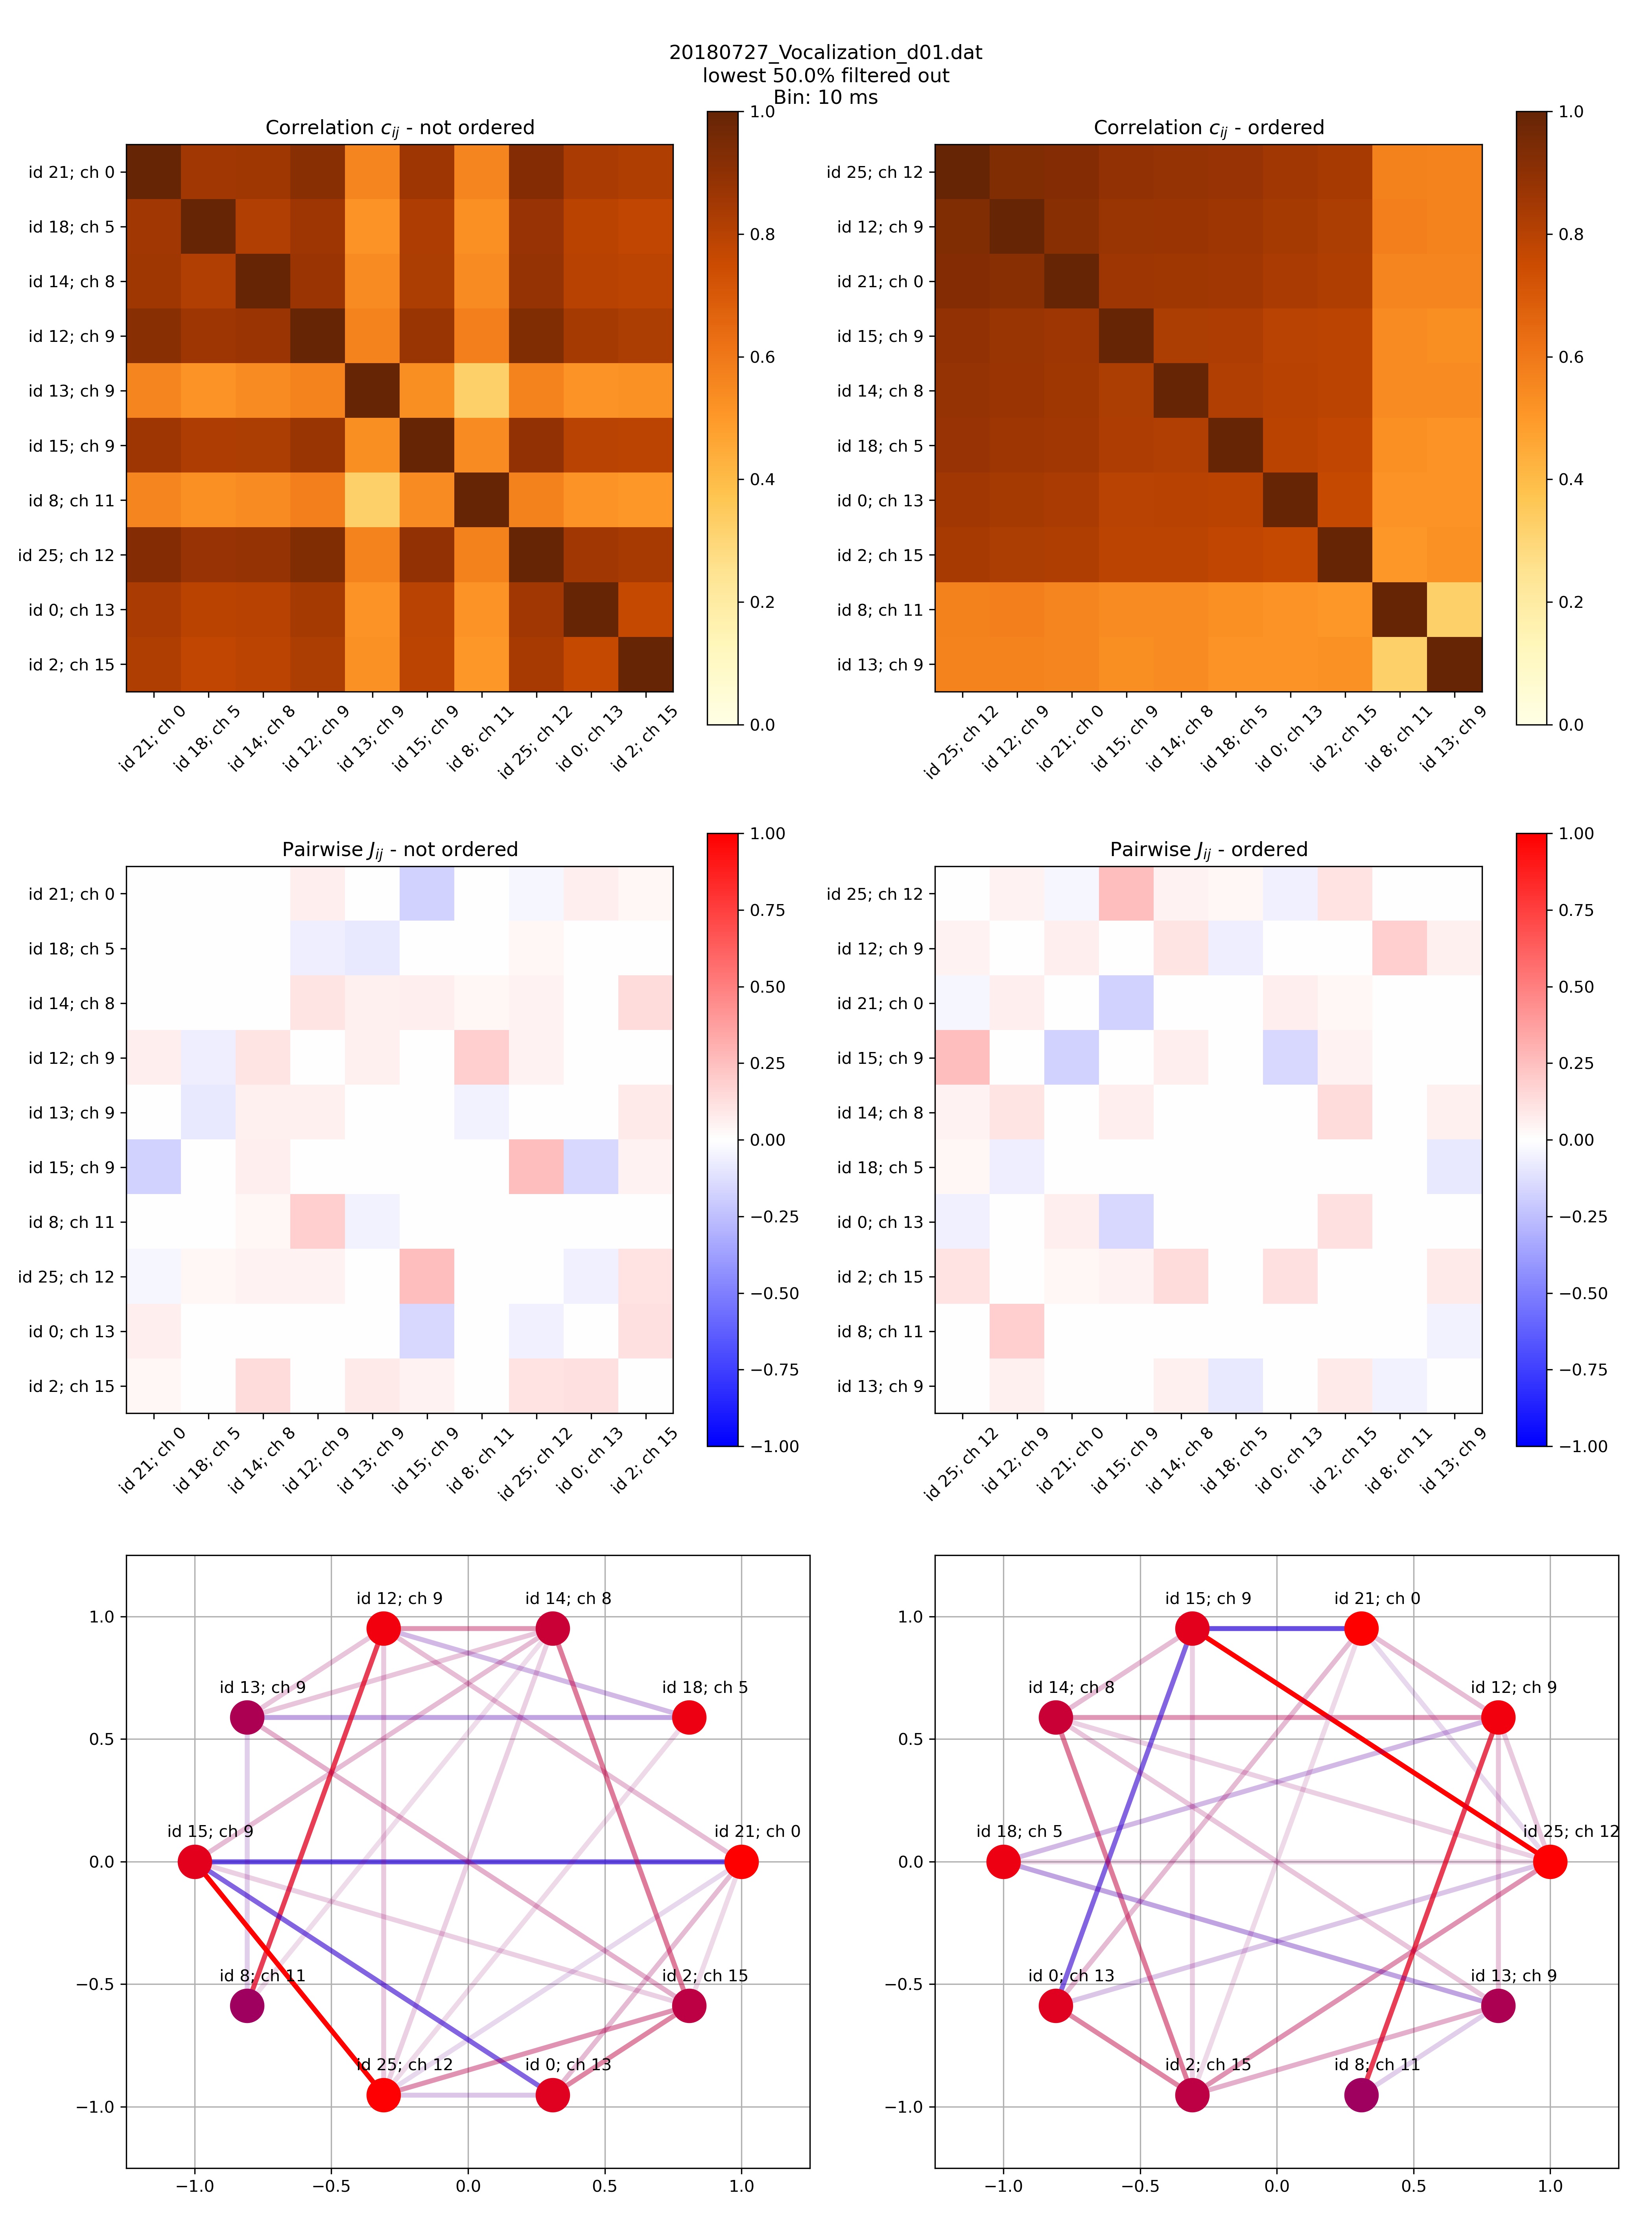 20180727_Vocalization_d01.dat
lowest 50.0% filtered out
Bin: 10 ms
Correlation c_ij - not ordered
id 21; ch 0
id 18; ch 5
id 14; ch 8
id 12; ch 9
id 13; ch 9
id 15; ch 9
id 8; ch 11
id 25; ch 12
id 0; ch 13
id 2; ch 15
id 21; ch 0
id 18; ch 5
id 14; ch 8
id 12; ch 9
id 13; ch 9
id 15; ch 9
id 8; ch 11
id 25; ch 12
id 0; ch 13
id 2; ch 15
1.0
0.8
0.6
0.4
0.2
0.0
Correlation c_ij - ordered
id 25; ch 12
id 12; ch 9
id 21; ch 0
id 15; ch 9
id 14; ch 8
id 18; ch 5
id 0; ch 13
id 2; ch 15
id 8; ch 11
id 13; ch 9
id 25; ch 12
id 12; ch 9
id 21; ch 0
id 15; ch 9
id 14; ch 8
id 18; ch 5
id 0; ch 13
id 2; ch 15
id 8; ch 11
id 13; ch 9
1.0
0.8
0.6
0.4
0.2
0.0
Pairwise J_ij - not ordered
id 21; ch 0
id 18; ch 5
id 14; ch 8
id 12; ch 9
id 13; ch 9
id 15; ch 9
id 8; ch 11
id 25; ch 12
id 0; ch 13
id 2; ch 15
id 21; ch 0
id 18; ch 5
id 14; ch 8
id 12; ch 9
id 13; ch 9
id 15; ch 9
id 8; ch 11
id 25; ch 12
id 0; ch 13
id 2; ch 15
1.00
0.75
0.50
0.25
0.00
−0.25
−0.50
−0.75
−1.00
Pairwise J_ij - ordered
id 25; ch 12
id 12; ch 9
id 21; ch 0
id 15; ch 9
id 14; ch 8
id 18; ch 5
id 0; ch 13
id 2; ch 15
id 8; ch 11
id 13; ch 9
id 25; ch 12
id 12; ch 9
id 21; ch 0
id 15; ch 9
id 14; ch 8
id 18; ch 5
id 0; ch 13
id 2; ch 15
id 8; ch 11
id 13; ch 9
1.00
0.75
0.50
0.25
0.00
−0.25
−0.50
−0.75
−1.00
1.0
0.5
0.0
−0.5
−1.0
id 12; ch 9
id 14; ch 8
id 13; ch 9
id 18; ch 5
id 15; ch 9
id 21; ch 0
id 8; ch 11
id 2; ch 15
id 25; ch 12
id 0; ch 13
−1.0
−0.5
0.0
0.5
1.0
1.0
0.5
0.0
−0.5
−1.0
id 15; ch 9
id 21; ch 0
id 14; ch 8
id 12; ch 9
id 18; ch 5
id 25; ch 12
id 0; ch 13
id 13; ch 9
id 2; ch 15
id 8; ch 11
−1.0
−0.5
0.0
0.5
1.0